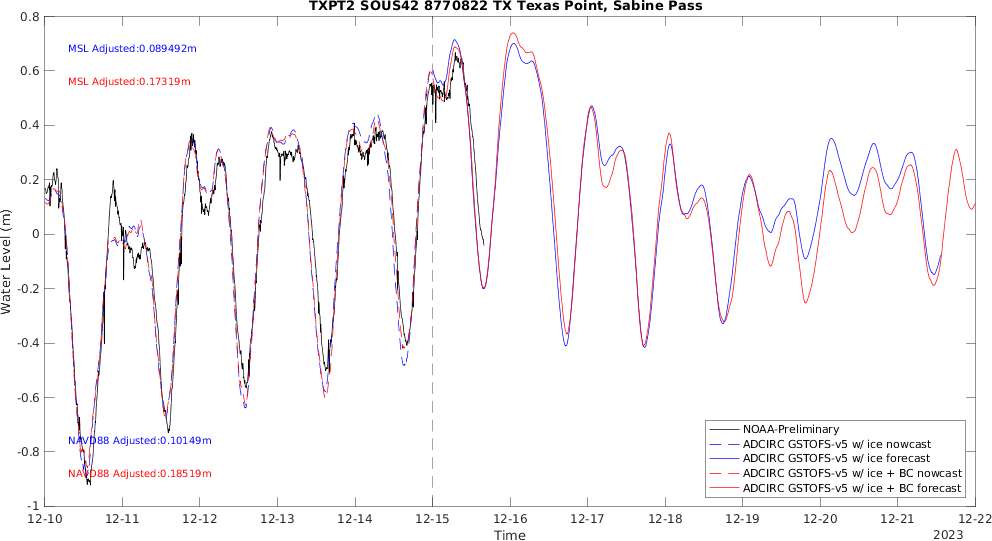 TXPT2 SOUS42 8770822 TX Texas Point, Sabine Pass
0.8
0.6
0.4
0.2
0
-0.2
-0.4
-0.6
-0.8
-1
Water Level (m)
MSL Adjusted:0.089492m
MSL Adjusted:0.17319m
NAVD88 Adjusted:0.10149m
NAVD88 Adjusted:0.18519m
NOAA-Preliminary
ADCIRC GSTOFS-v5 w/ ice nowcast
ADCIRC GSTOFS-v5 w/ ice forecast
ADCIRC GSTOFS-v5 w/ ice + BC nowcast
ADCIRC GSTOFS-v5 w/ ice + BC forecast
12-10 12-11 12-12 12-13 12-14 12-15 12-16 12-17 12-18 12-19 12-20 12-21 12-22
2023
Time